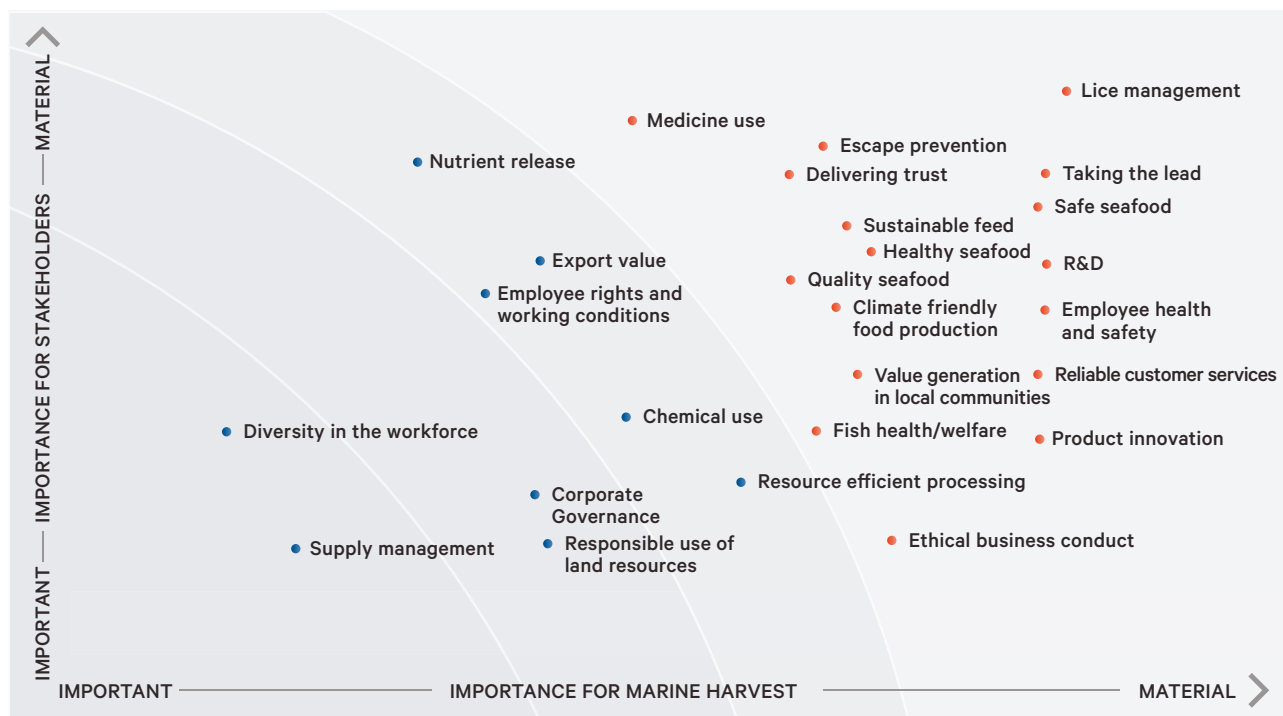 Lice management
Medicine use
Escape prevention
Nutrient release
Delivering trust
Taking the lead
Safe seafood
Sustainable feed
Healthy seafood
Export value
R&D
Quality seafood
Employee rights and
working conditions
Climate friendly
food production
Employee health
and safety
Value generation
in local communities
Reliable customer services
Chemical use
Diversity in the workforce
Fish health/welfare
Product innovation
Resource efficient processing
Corporate
Governance
Ethical business conduct
Supply management
Responsible use of
land resources
IMPORTANT
IMPORTANCE FOR STAKEHOLDERS
MATERIAL
IMPORTANT
IMPORTANCE FOR MARINE HARVEST
MATERIAL